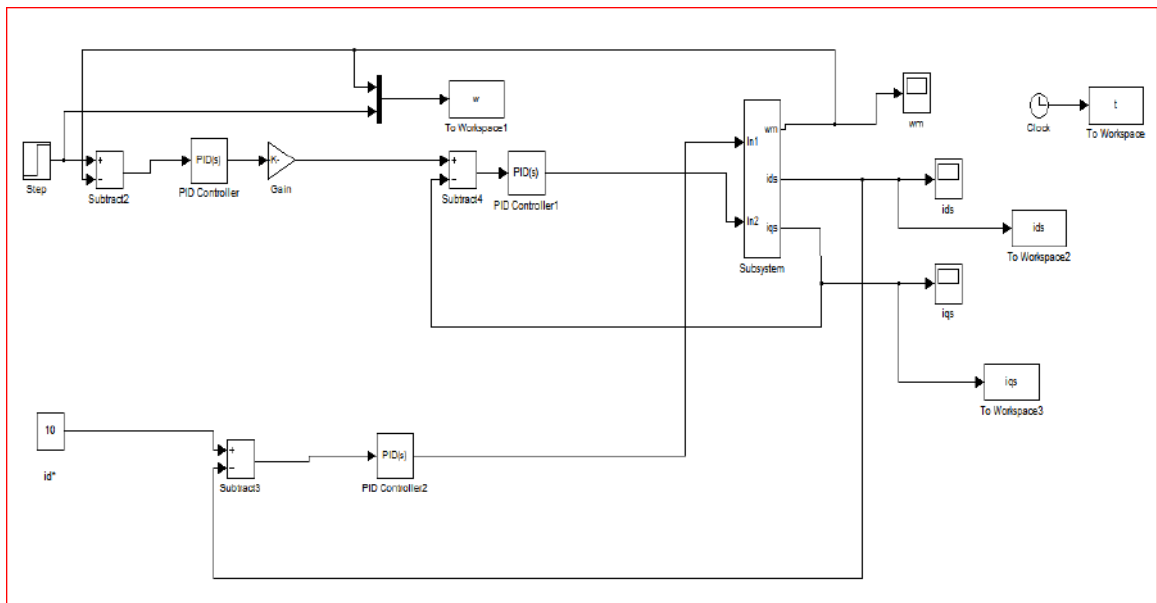 w
To Workspace1
wm
Clock
t
To Workspace
Step
+
−
Subtract2
PID(s)
PID Controller
K-
Gain
+
−
Subtract4
PID(s)
PID Controller1
In1
In2
wm
ids
iqs
Subsystem
ids
ids
To Workspace2
iqs
iqs
To Workspace3
10
id*
+
−
Subtract3
PID(s)
PID Controller2